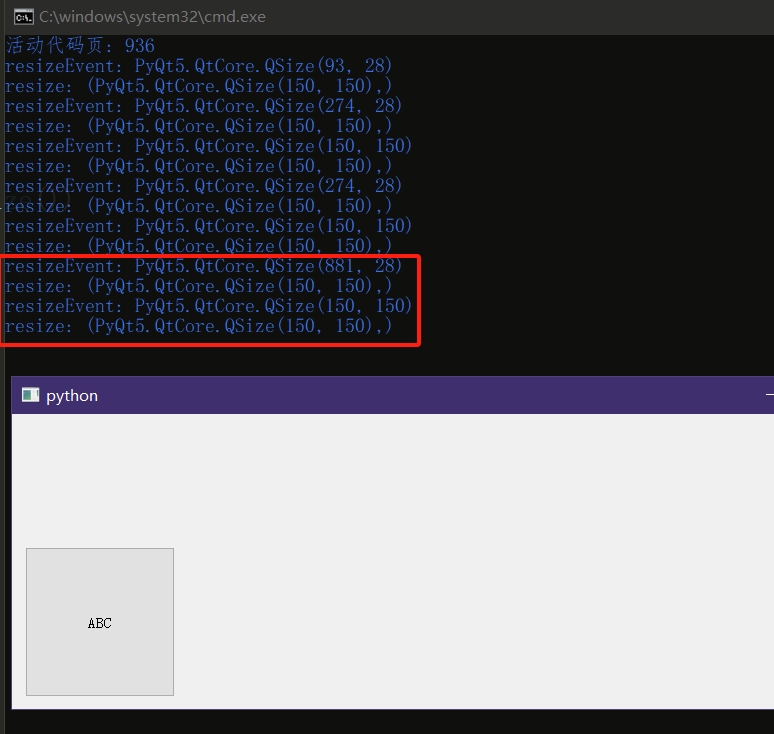 C:\windows\system32\cmd.exe
活动代码页: 936
resizeEvent: PyQt5.QtCore.QSize(93, 28)
resize: (PyQt5.QtCore.QSize(150, 150),)
resizeEvent: PyQt5.QtCore.QSize(274, 28)
resize: (PyQt5.QtCore.QSize(150, 150),)
resizeEvent: PyQt5.QtCore.QSize(150, 150)
resize: (PyQt5.QtCore.QSize(150, 150),)
resizeEvent: PyQt5.QtCore.QSize(274, 28)
resize: (PyQt5.QtCore.QSize(150, 150),)
resizeEvent: PyQt5.QtCore.QSize(150, 150)
resize: (PyQt5.QtCore.QSize(150, 150),)
resizeEvent: PyQt5.QtCore.QSize(881, 28)
resize: (PyQt5.QtCore.QSize(150, 150),)
resizeEvent: PyQt5.QtCore.QSize(150, 150)
resize: (PyQt5.QtCore.QSize(150, 150),)
python
ABC